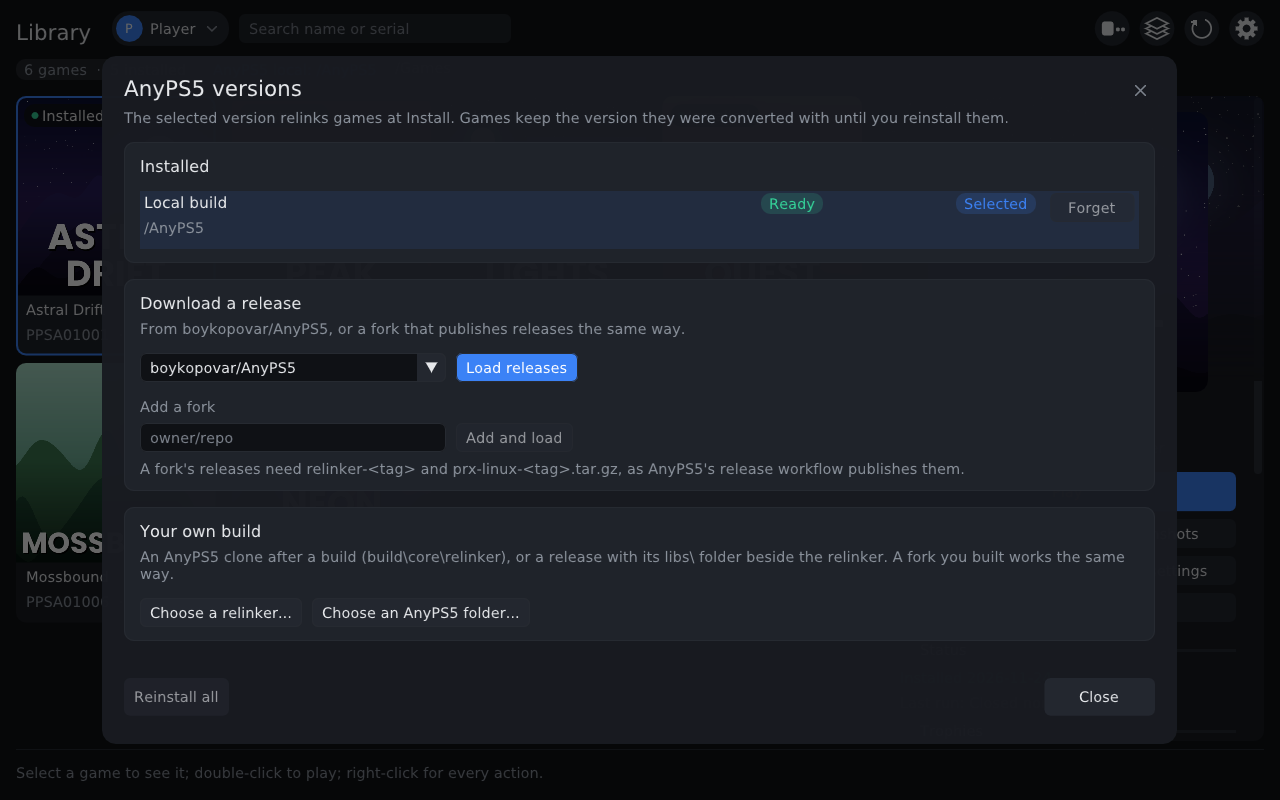 Library
P
Player
Search name or serial
6 games ·
Installed
AnyPS5 versions
The selected version relinks games at Install. Games keep the version they were converted with until you reinstall them.
Installed
Local build
Ready
Selected
Forget
/AnyPS5
Download a release
From boykopovar/AnyPS5, or a fork that publishes releases the same way.
boykopovar/AnyPS5
Load releases
Add a fork
owner/repo
Add and load
A fork's releases need relinker-<tag> and prx-linux-<tag>.tar.gz, as AnyPS5's release workflow publishes them.
Your own build
An AnyPS5 clone after a build (build\core\relinker), or a release with its libs\ folder beside the relinker. A fork you built works the same
way.
Choose a relinker...
Choose an AnyPS5 folder...
Reinstall all
Close
AST
DR
Astral Drift
PPSA0100
MOSS
Mossbound
PPSA0100
ots
ings
Select a game to see it; double-click to play; right-click for every action.